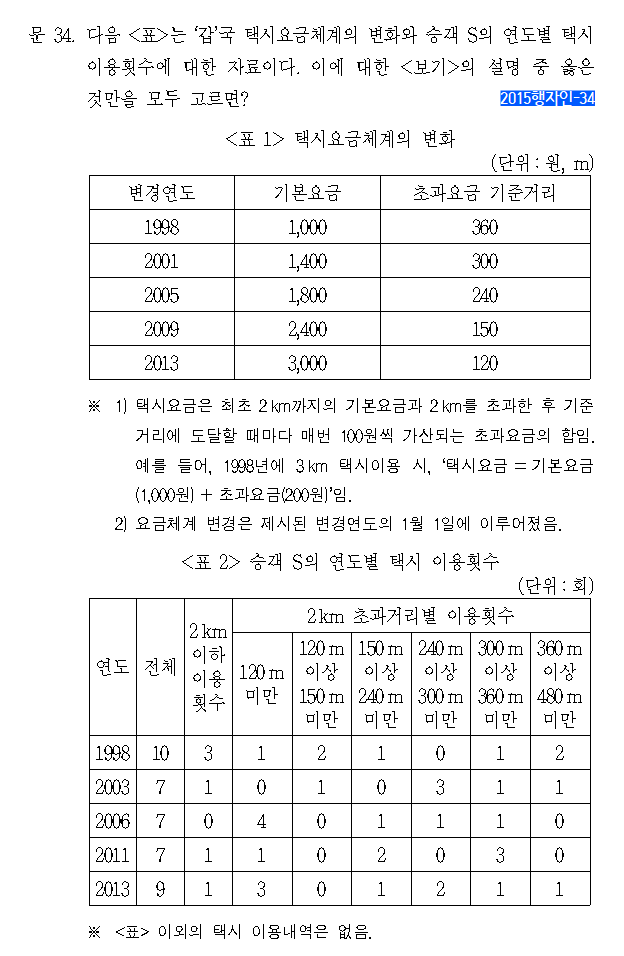 문 34. 다음 <표>는 ‘갑’국 택시요금체계의 변화와 승객 S의 연도별 택시
이용횟수에 대한 자료이다. 이에 대한 <보기>의 설명 중 옳은
것만을 모두 고르면? 2015행자인-34
<표 1> 택시요금체계의 변화
(단위 : 원, m)
변경연도 기본요금 초과요금 기준거리
1998 1,000 360
2001 1,400 300
2005 1,800 240
2009 2,400 150
2013 3,000 120
※ 1) 택시요금은 최초 2 km까지의 기본요금과 2 km를 초과한 후 기준
거리에 도달할 때마다 매번 100원씩 가산되는 초과요금의 합임.
예를 들어, 1998년에 3 km 택시이용 시, ‘택시요금 = 기본요금
(1,000원) + 초과요금(200원)’임.
2) 요금체계 변경은 제시된 변경연도의 1월 1일에 이루어졌음.
<표 2> 승객 S의 연도별 택시 이용횟수
(단위 : 회)
연도 전체 2 km 이하 이용 횟수 2 km 초과거리별 이용횟수
120 m 미만 120 m 이상 150 m 미만 150 m 이상 240 m 미만 240 m 이상 300 m 미만 300 m 이상 360 m 미만 360 m 이상 480 m 미만
1998 10 3 1 2 1 0 1 2
2003 7 1 0 1 0 3 1 1
2006 7 0 4 0 1 1 1 0
2011 7 1 1 0 2 0 3 0
2013 9 1 3 0 1 2 1 1
※ <표> 이외의 택시 이용내역은 없음.